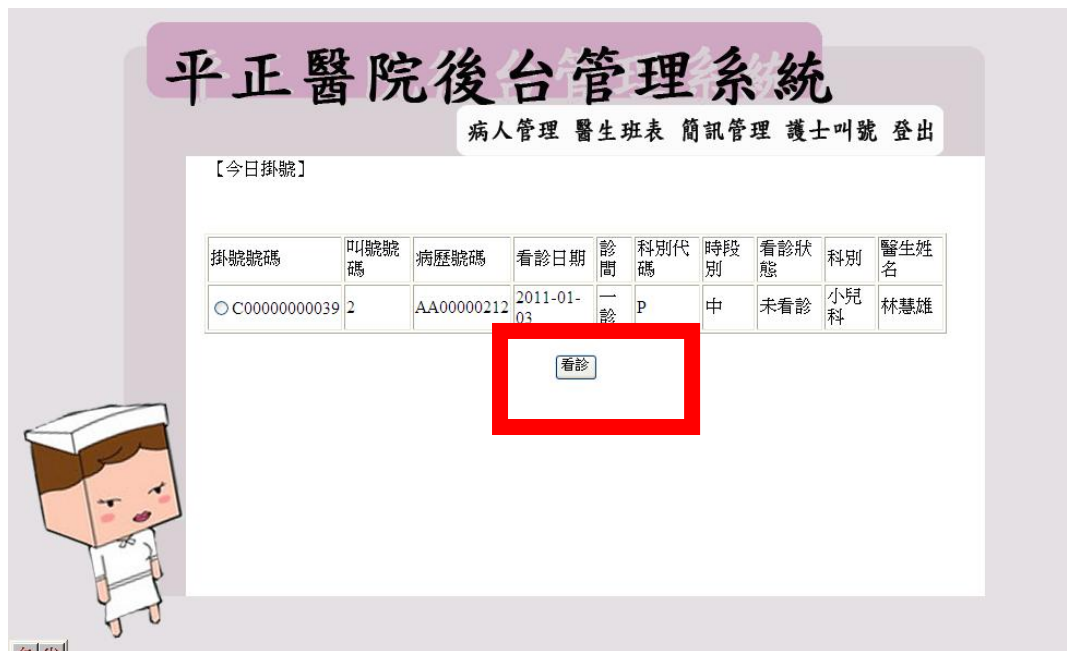 平正醫院後台管理系統
病人管理 醫生班表 簡訊管理 護士叫號 登出
【今日掛號】
掛號號碼 叫號號碼 病歷號碼 看診日期 診間 科別代碼 時段別 看診狀態 科別 醫生姓名
C00000000039 2 AA00000212 2011-01-03 一診 P 中 未看診 小兒科 林慧雄
看診